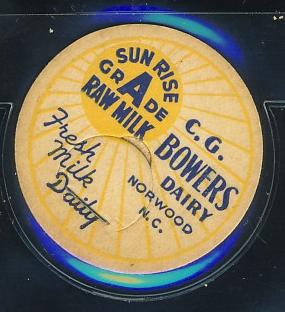 SUN RISE
GRADE
A
RAW MILK
C. G.
BOWERS
DAIRY
NORWOOD
N.C.
Fresh
Milk
Daily